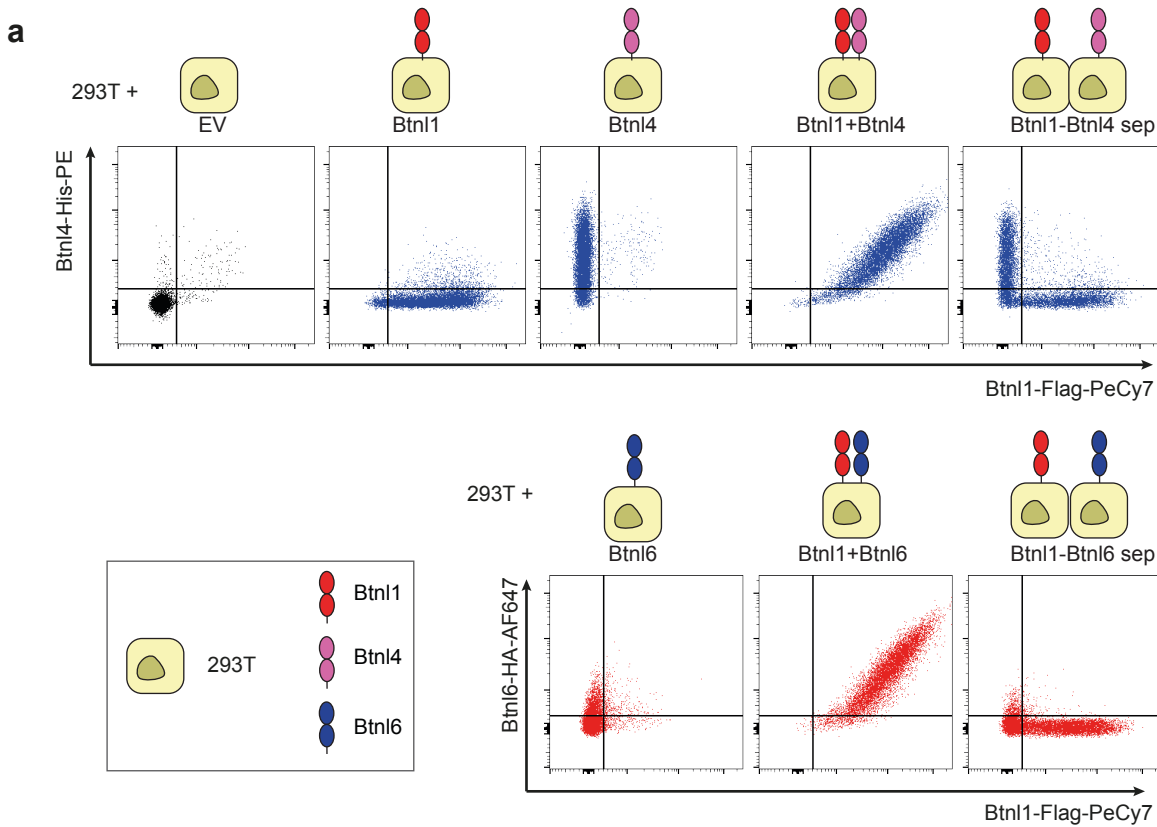 a
293T +
EV
Btnl1
Btnl4
Btnl1+Btnl4
Btnl1-Btnl4 sep
Btnl4-His-PE
Btnl1-Flag-PeCy7
293T +
Btnl6
Btnl1+Btnl6
Btnl1-Btnl6 sep
Btnl6-HA-AF647
Btnl1-Flag-PeCy7
293T
Btnl1
Btnl4
Btnl6